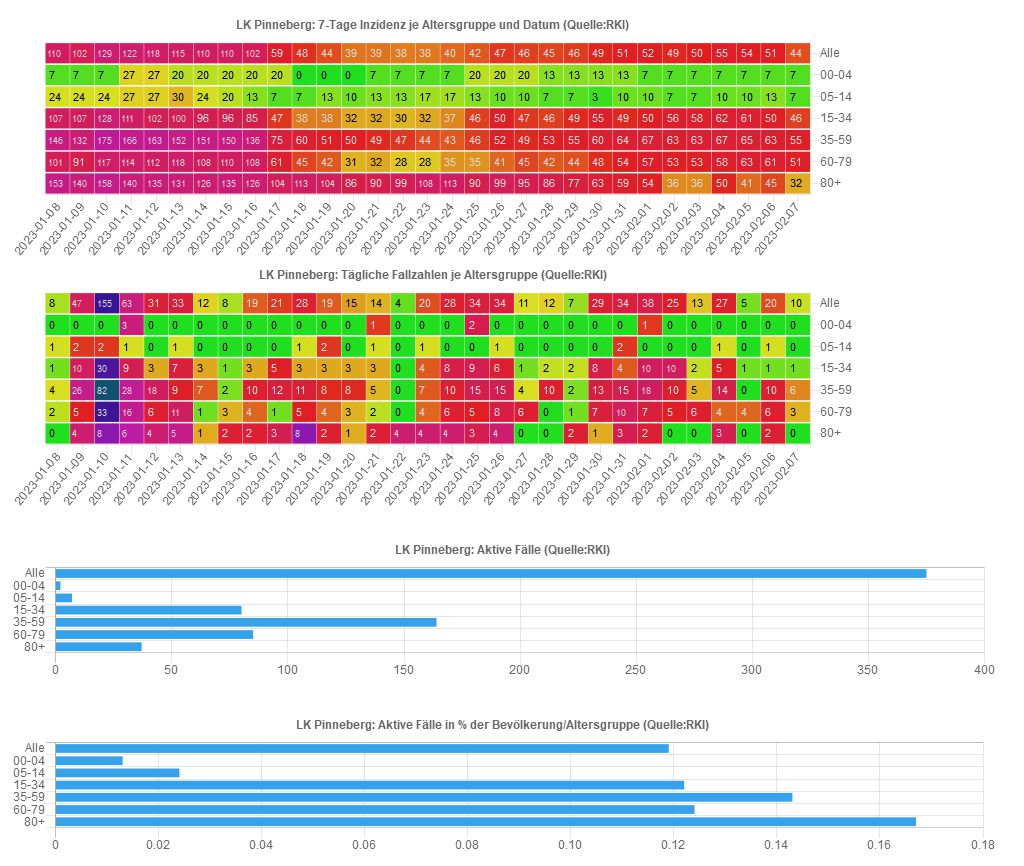 LK Pinneberg: 7-Tage Inzidenz je Altersgruppe und Datum (Quelle:RKI)
110 102 129 122 118 115 110 110 102 59 48 44 39 39 38 38 40 42 47 46 45 46 49 51 52 49 50 55 54 51 44 Alle
7 7 7 27 27 20 20 20 20 20 0 0 0 7 7 7 7 20 20 20 13 13 13 13 7 7 7 7 7 7 7 00-04
24 24 24 27 27 30 24 20 13 7 7 13 10 13 13 17 17 13 10 10 7 7 3 10 10 7 7 10 10 13 7 05-14
107 107 128 111 102 100 96 96 85 47 38 38 32 32 30 32 37 46 50 47 46 49 55 49 50 56 58 62 61 50 46 15-34
146 132 175 166 163 152 151 150 136 75 60 51 50 49 47 44 43 46 52 49 53 55 60 64 67 63 63 67 65 63 55 35-59
101 91 117 114 112 118 108 110 108 61 45 42 31 32 28 28 35 35 41 45 42 44 48 54 57 53 53 58 63 61 51 60-79
153 140 158 140 135 131 126 135 126 104 113 104 86 90 99 108 113 90 99 95 86 77 63 59 54 36 36 50 41 45 32 80+
2023-01-08 2023-01-09 2023-01-10 2023-01-11 2023-01-12 2023-01-13 2023-01-14 2023-01-15 2023-01-16 2023-01-17 2023-01-18 2023-01-19 2023-01-20 2023-01-21 2023-01-22 2023-01-23 2023-01-24 2023-01-25 2023-01-26 2023-01-27 2023-01-28 2023-01-29 2023-01-30 2023-01-31 2023-02-01 2023-02-02 2023-02-03 2023-02-04 2023-02-05 2023-02-06 2023-02-07
LK Pinneberg: Tägliche Fallzahlen je Altersgruppe (Quelle:RKI)
8 47 155 63 31 33 12 8 19 21 28 19 15 14 4 20 28 34 34 11 12 7 29 34 38 25 13 27 5 20 10 Alle
0 0 0 3 0 0 0 0 0 0 0 0 0 1 0 0 0 2 0 0 0 0 0 0 1 0 0 0 0 0 0 00-04
1 2 2 1 0 1 0 0 0 0 1 2 0 1 0 1 0 0 1 0 0 0 0 2 0 0 0 1 0 1 0 05-14
1 10 30 9 3 7 3 1 3 5 3 3 3 3 0 4 8 9 6 1 2 2 8 4 10 10 2 5 1 1 1 15-34
4 26 82 28 18 9 7 2 10 12 11 8 8 5 0 7 10 15 15 4 10 2 13 15 18 10 5 14 0 10 6 35-59
2 5 33 16 6 11 1 3 4 1 5 4 3 2 0 4 6 5 8 6 0 1 7 10 7 5 6 4 4 6 3 60-79
0 4 8 6 4 5 1 2 2 3 8 2 1 2 4 4 4 3 4 0 0 2 1 3 2 0 0 3 0 2 0 80+
2023-01-08 2023-01-09 2023-01-10 2023-01-11 2023-01-12 2023-01-13 2023-01-14 2023-01-15 2023-01-16 2023-01-17 2023-01-18 2023-01-19 2023-01-20 2023-01-21 2023-01-22 2023-01-23 2023-01-24 2023-01-25 2023-01-26 2023-01-27 2023-01-28 2023-01-29 2023-01-30 2023-01-31 2023-02-01 2023-02-02 2023-02-03 2023-02-04 2023-02-05 2023-02-06 2023-02-07
LK Pinneberg: Aktive Fälle (Quelle:RKI)
Alle
00-04
05-14
15-34
35-59
60-79
80+
0 50 100 150 200 250 300 350 400
LK Pinneberg: Aktive Fälle in % der Bevölkerung/Altersgruppe (Quelle:RKI)
Alle
00-04
05-14
15-34
35-59
60-79
80+
0 0.02 0.04 0.06 0.08 0.10 0.12 0.14 0.16 0.18